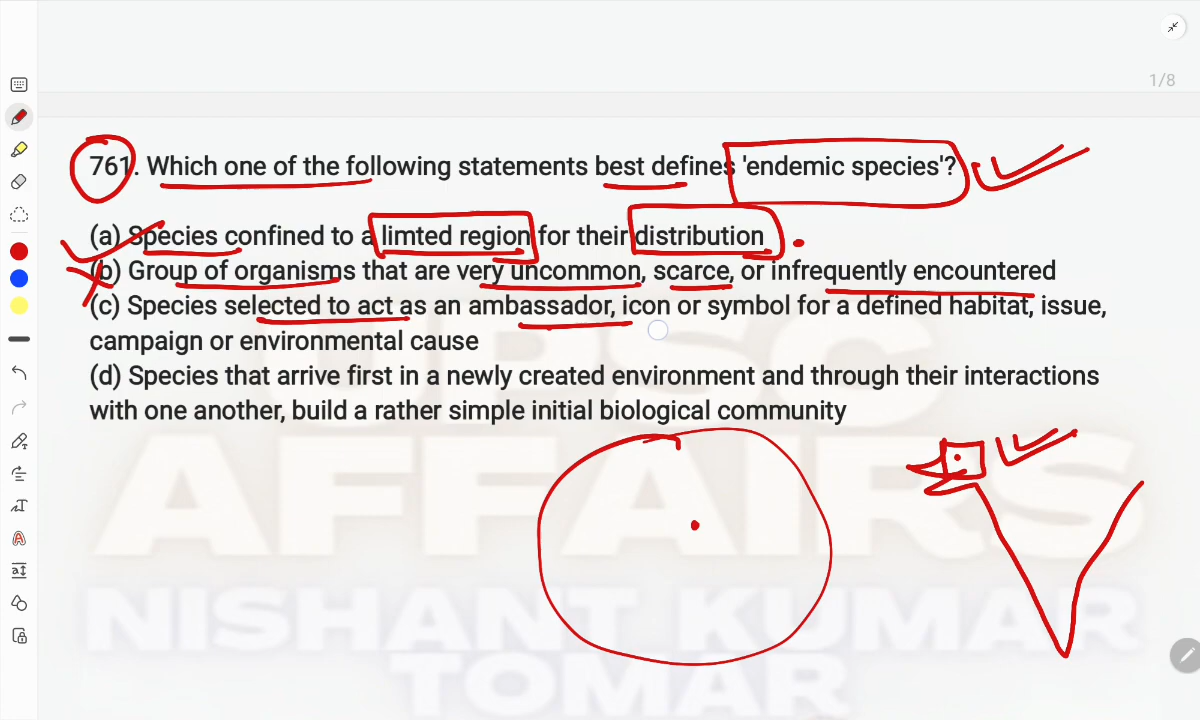 1/8
761. Which one of the following statements best defines 'endemic species'?
(a) Species confined to a limted region for their distribution
(b) Group of organisms that are very uncommon, scarce, or infrequently encountered
(c) Species selected to act as an ambassador, icon or symbol for a defined habitat, issue,
campaign or environmental cause
(d) Species that arrive first in a newly created environment and through their interactions
with one another, build a rather simple initial biological community
UPSC
AFFAIRS
NISHANT KUMAR
TOMAR